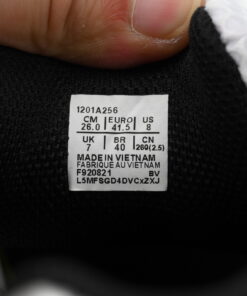 1201A256
CM EURO US
26.0 41.5 8
UK BR CN
7 40 260(2.5)
MADE IN VIETNAM
FABRIQUE AU VIETNAM
F920821 BV
L5MFSGD4DVCxZXJ